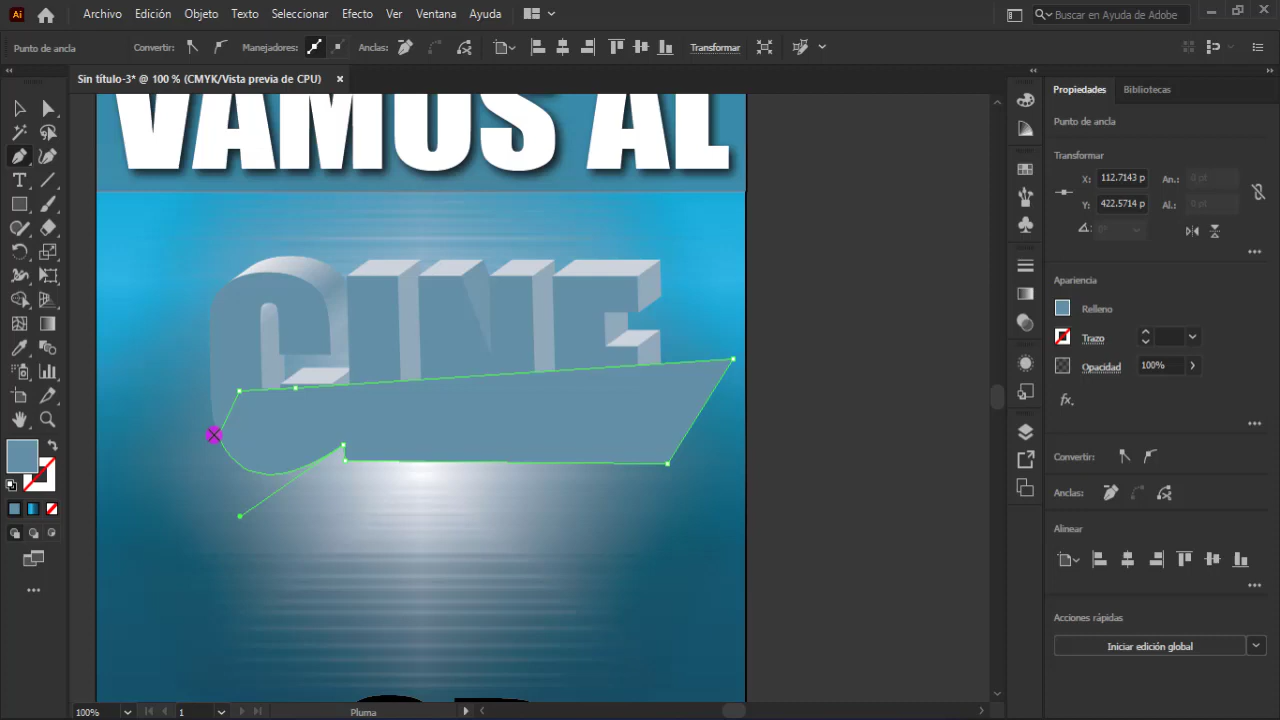 Archivo Edición Objeto Texto Seleccionar Efecto Ver Ventana Ayuda Buscar en Ayuda de Adobe
Punto de ancla Convertir: Manejadores: Anclas: Transformar
Sin título-3* @ 100 % (CMYK/Vista previa de CPU)
VAMOS AL
CINE
Propiedades Bibliotecas
Punto de ancla
Transformar
X: 112.7143 p An.: 0 pt
Y: 422.5714 p Al.: 0 pt
0°
Apariencia
Relleno
Trazo
Opacidad 100%
fx.
Convertir:
Anclas:
Alinear
Acciones rápidas
Iniciar edición global
100% 1 Pluma